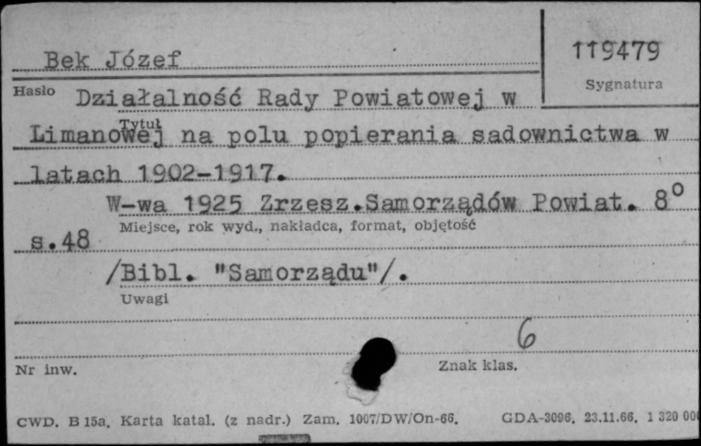 Bek Józef
119479
Hasło
Sygnatura
Działalność Rady Powiatowej w
Tytuł
Limanowej na polu popierania sadownictwa w
latach 1902-1917.
W-wa 1925 Zrzesz.Samorządów Powiat. 8°
Miejsce, rok wyd., nakładca, format, objętość
s.48
/Bibl. "Samorządu"/.
Uwagi
6
Nr inw.
Znak klas.
CWD. B 15a, Karta katal. (z nadr.) Zam. 1007/DW/On-66. GDA-3096, 23.11.66. 1 320 000